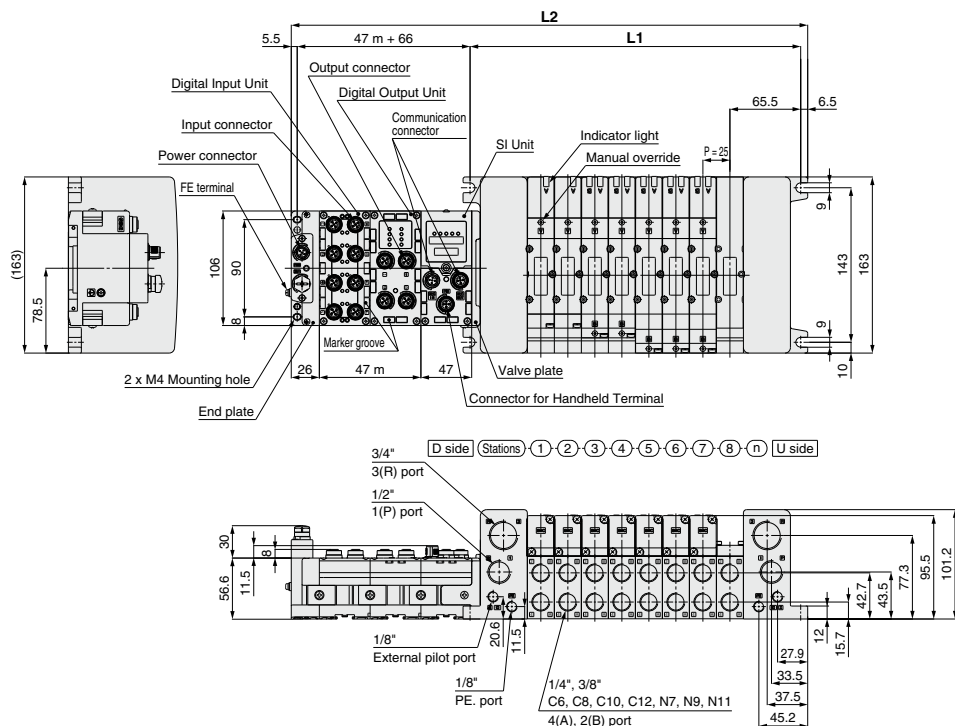 L2
5.5
47 m + 66
L1
Output connector
Digital Input Unit
Digital Output Unit
65.5
6.5
Input connector
Communication
connector
Indicator light
P = 25
SI Unit
Manual override
Power connector
FE terminal
9
(163)
78.5
106
90
8
143
163
9
10
Marker groove
26
47 m
47
Valve plate
2 x M4 Mounting hole
Connector for Handheld Terminal
End plate
D side
Stations
1
2
3
4
5
6
7
8
n
U side
3/4"
3(R) port
1/2"
1(P) port
30
8
11.5
56.6
20.6
11.5
42.7
43.5
77.3
95.5
101.2
12
15.7
1/8"
External pilot port
1/8"
PE. port
1/4", 3/8"
C6, C8, C10, C12, N7, N9, N11
4(A), 2(B) port
27.9
33.5
37.5
45.2